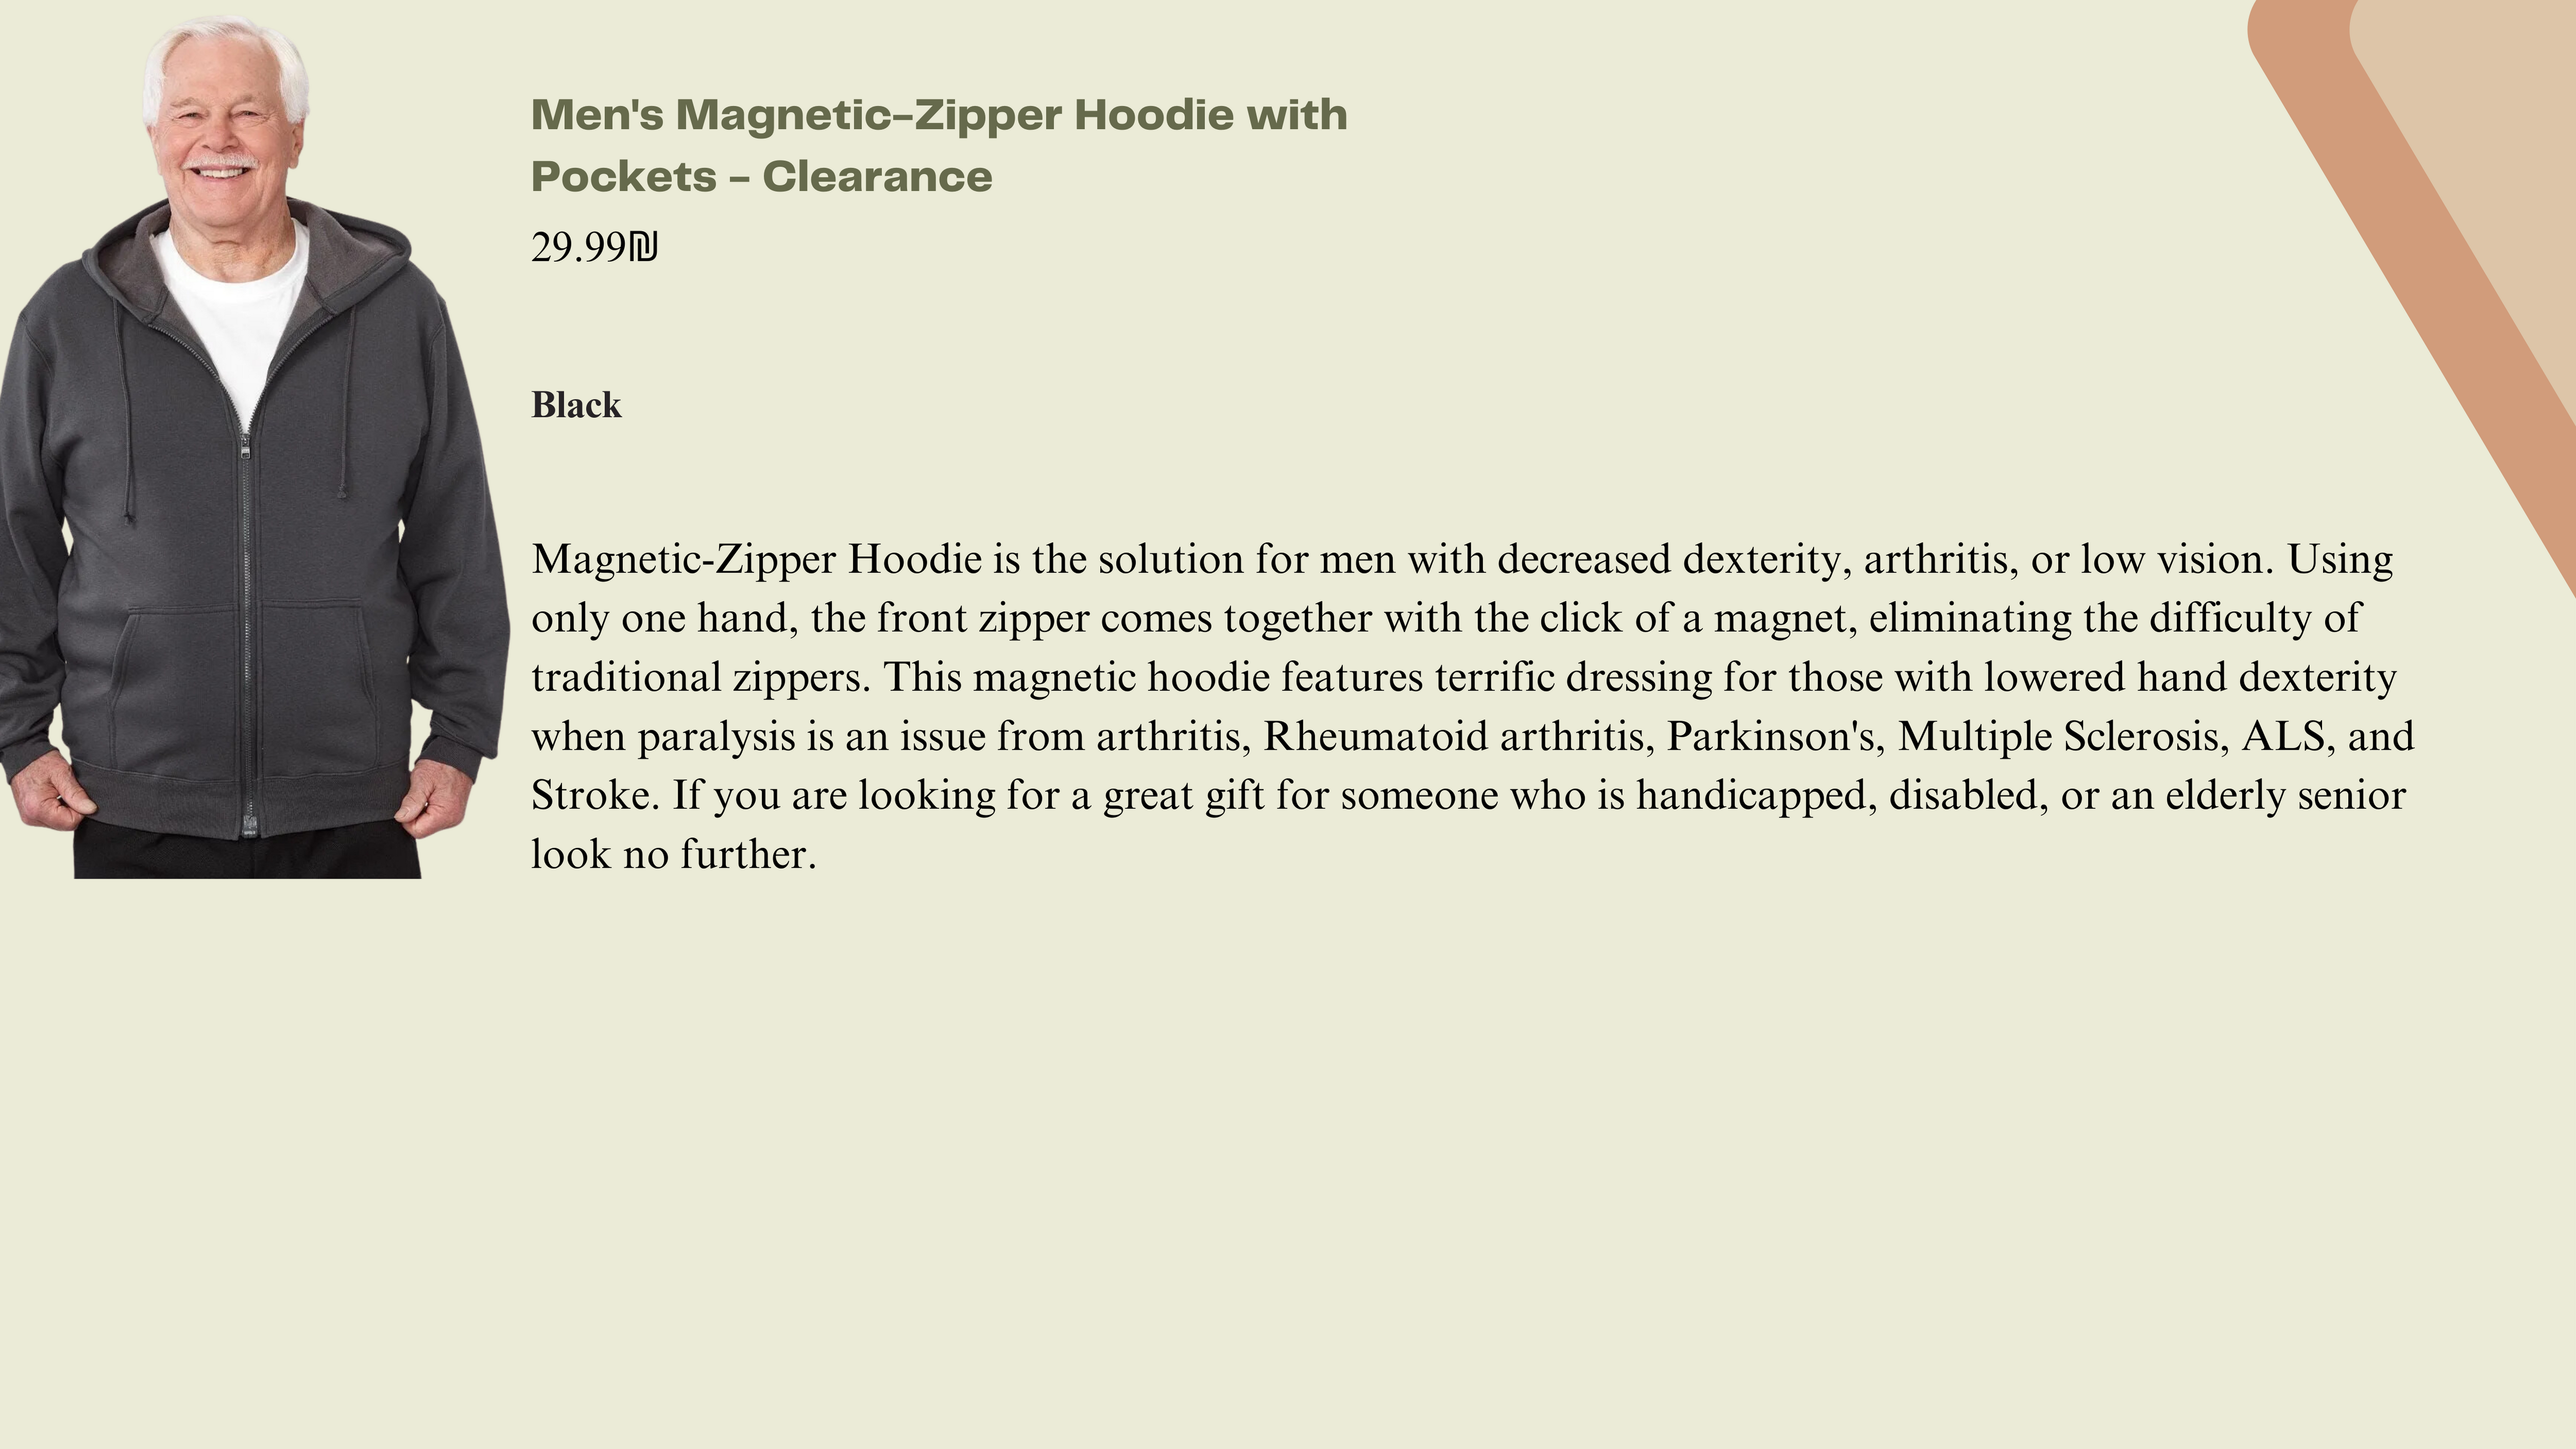 Men's Magnetic-Zipper Hoodie with
Pockets - Clearance
29.99₪
Black
Magnetic-Zipper Hoodie is the solution for men with decreased dexterity, arthritis, or low vision. Using
only one hand, the front zipper comes together with the click of a magnet, eliminating the difficulty of
traditional zippers. This magnetic hoodie features terrific dressing for those with lowered hand dexterity
when paralysis is an issue from arthritis, Rheumatoid arthritis, Parkinson's, Multiple Sclerosis, ALS, and
Stroke. If you are looking for a great gift for someone who is handicapped, disabled, or an elderly senior
look no further.